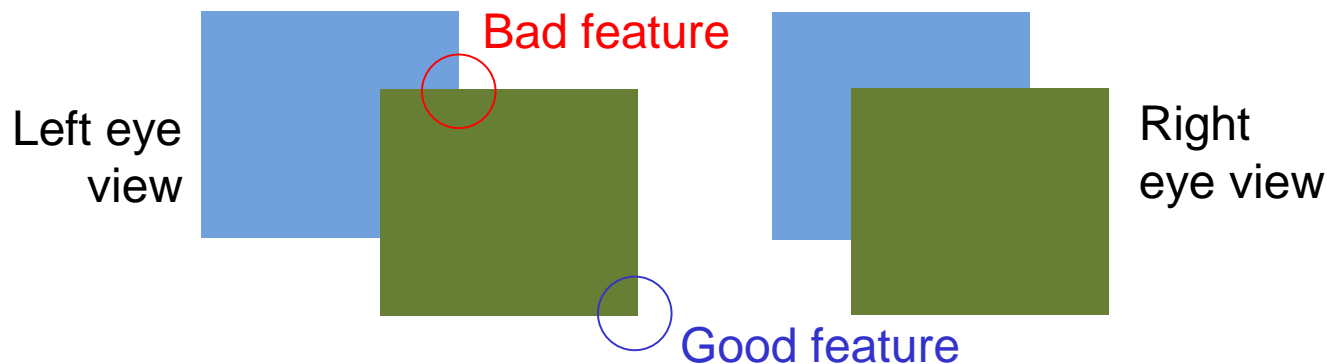 Bad feature
Left eye
view
Right
eye view
Good feature